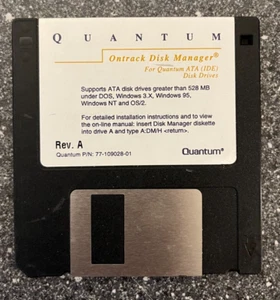 QUANTUM
Ontrack Disk Manager®
For Quantum ATA (IDE)
Disk Drives
Supports ATA disk drives greater than 528 MB
under DOS, Windows 3.X, Windows 95,
Windows NT and OS/2.
For detailed installation instructions and to view
the on-line manual: insert Disk Manager diskette
into drive A and type A:DM/H <return>.
Rev. A
Quantum P/N: 77-109028-01
Quantum®